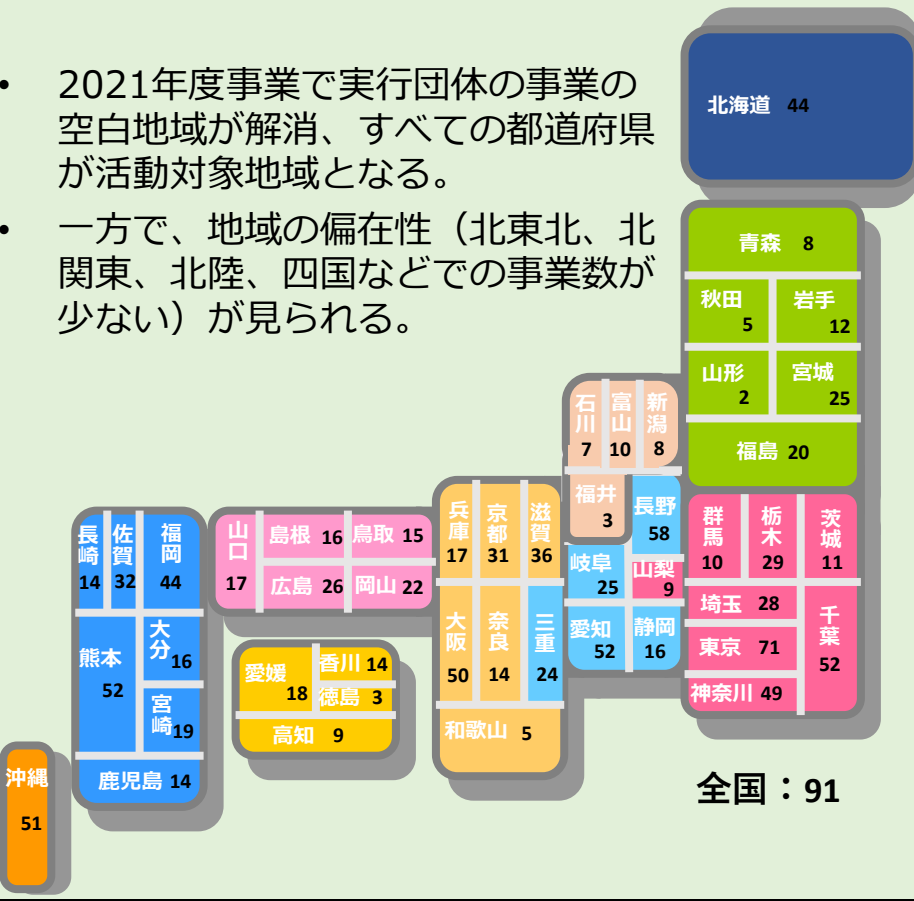 • 2021年度事業で実行団体の事業の
空白地域が解消、すべての都道府県
が活動対象地域となる。
• 一方で、地域の偏在性（北東北、北
関東、北陸、四国などでの事業数が
少ない）が見られる。
北海道 44
青森 8
秋田 5
岩手 12
山形 2
宮城 25
福島 20
石川 7
富山 10
新潟 8
福井 3
長野 58
岐阜 25
山梨 9
愛知 52
静岡 16
群馬 10
栃木 29
茨城 11
埼玉 28
東京 71
神奈川 49
千葉 52
兵庫 17
京都 31
滋賀 36
大阪 50
奈良 14
三重 24
和歌山 5
山口 17
島根 16
鳥取 15
広島 26
岡山 22
愛媛 18
香川 14
徳島 3
高知 9
長崎 14
佐賀 32
福岡 44
熊本 52
大分 16
宮崎 19
鹿児島 14
沖縄 51
全国：91